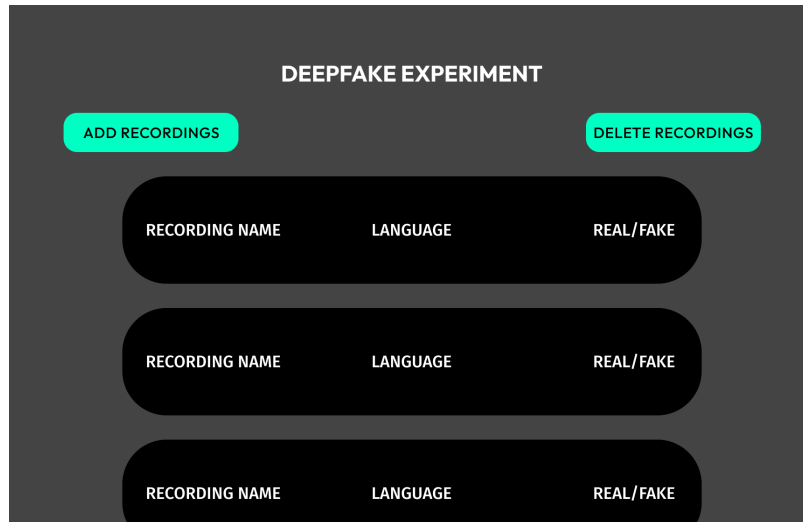 DEEPFAKE EXPERIMENT
ADD RECORDINGS DELETE RECORDINGS
RECORDING NAME LANGUAGE REAL/FAKE
RECORDING NAME LANGUAGE REAL/FAKE
RECORDING NAME LANGUAGE REAL/FAKE